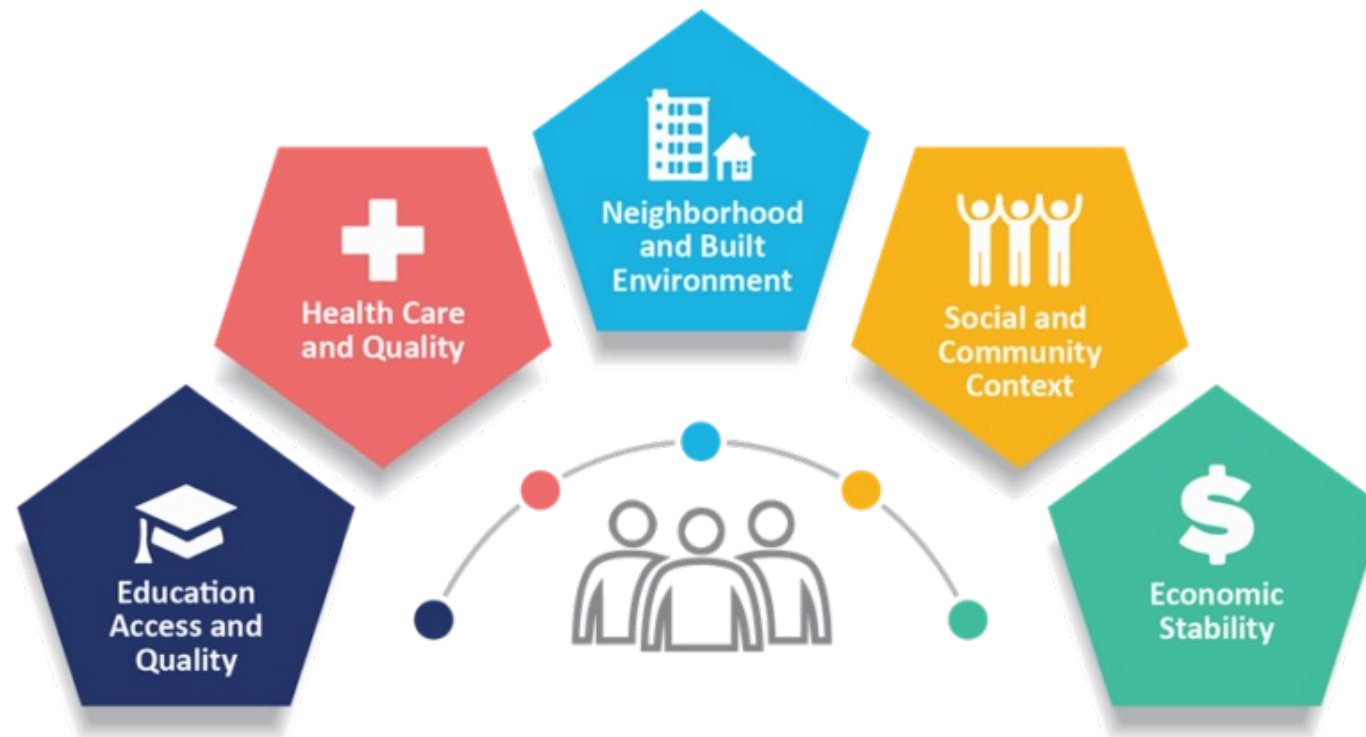 Education
Access and
Quality
Health Care
and Quality
Neighborhood
and Built
Environment
Social and
Community
Context
$
Economic
Stability